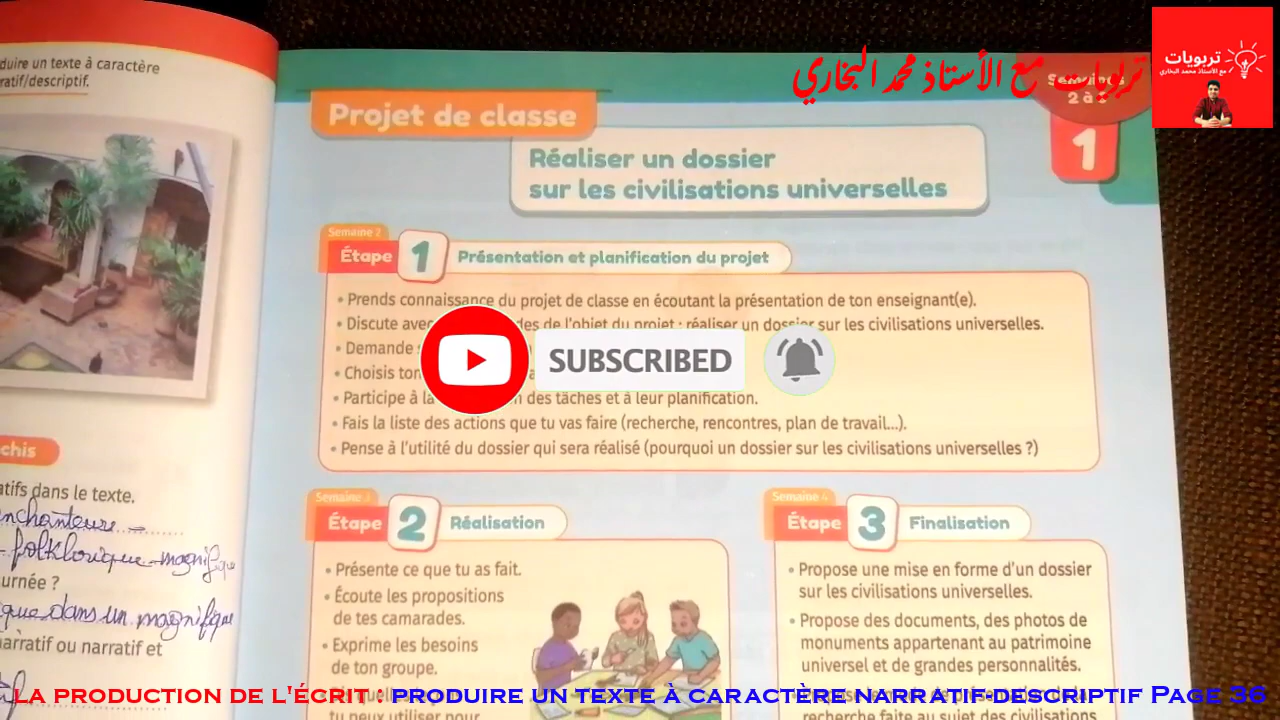 duire un texte à caractère
ratif/descriptif.
chis
atifs dans le texte.
enchanteure
folklorique magnifique
urnée ?
que dans un magnifique
narratif ou narratif et
تربويات مع الأستاذ محمد البخاري
تربويات
مع الأستاذ محمد البخاري
Semaines
2 à
1
Projet de classe
Réaliser un dossier
sur les civilisations universelles
Semaine 2
Étape 1 Présentation et planification du projet
• Prends connaissance du projet de classe en écoutant la présentation de ton enseignant(e).
• Discute avec des de l'objet du projet : réaliser un dossier sur les civilisations universelles.
• Demande
• Choisis ton
• Participe à la des tâches et à leur planification.
• Fais la liste des actions que tu vas faire (recherche, rencontres, plan de travail...).
• Pense à l'utilité du dossier qui sera réalisé (pourquoi un dossier sur les civilisations universelles ?)
SUBSCRIBED
Semaine 3
Étape 2 Réalisation
• Présente ce que tu as fait.
• Écoute les propositions
de tes camarades.
• Exprime les besoins
de ton groupe.
tu peux utiliser pour
Semaine 4
Étape 3 Finalisation
• Propose une mise en forme d'un dossier
sur les civilisations universelles.
• Propose des documents, des photos de
monuments appartenant au patrimoine
universel et de grandes personnalités.
recherche faite au sujet des civilisations
LA PRODUCTION DE L'ÉCRIT : PRODUIRE UN TEXTE À CARACTÈRE NARRATIF-DESCRIPTIF PAGE 36